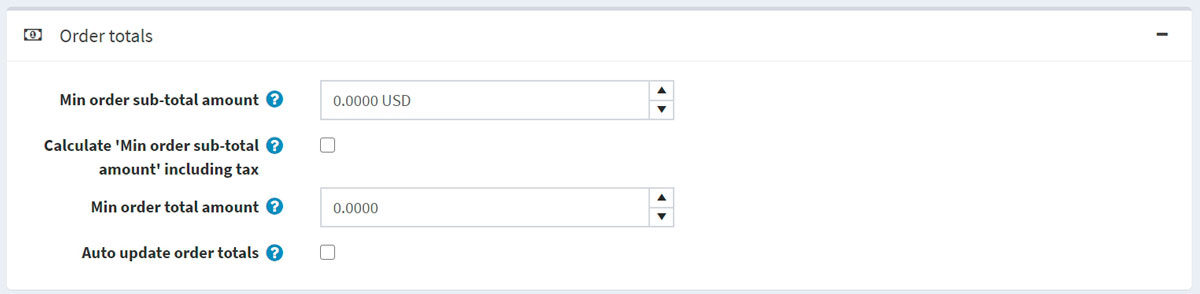 Order totals
Min order sub-total amount ?
0.0000 USD
Calculate 'Min order sub-total ?
amount' including tax
Min order total amount ?
0.0000
Auto update order totals ?